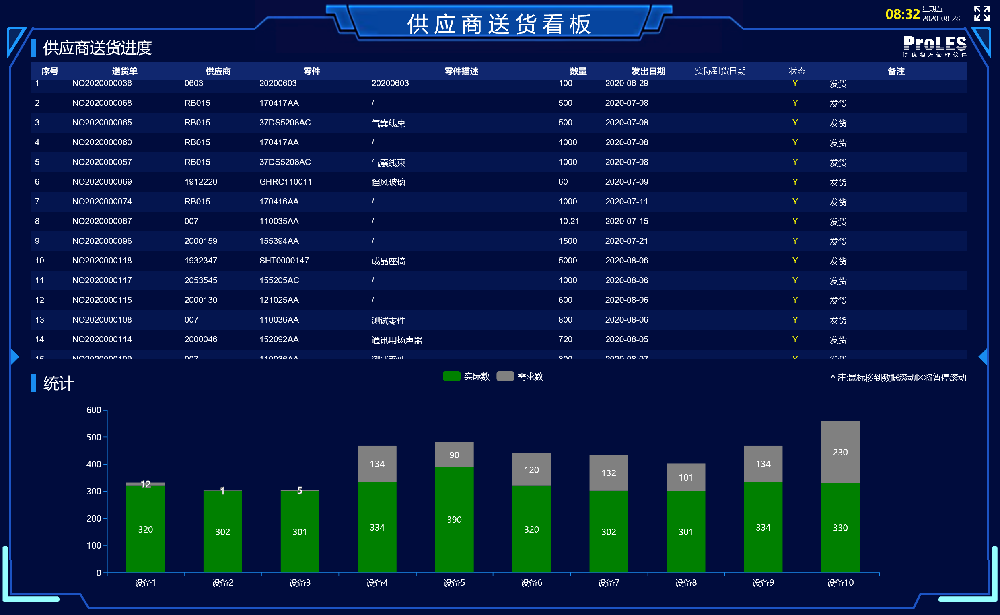 供应商送货看板
08:32 星期五
2020-08-28
供应商送货进度
ProLES
博穗物流管理软件
序号 送货单 供应商 零件 零件描述 数量 发出日期 实际到货日期 状态 备注
1 NO2020000036 0603 20200603 20200603 100 2020-06-29 Y 发货
2 NO2020000068 RB015 170417AA / 500 2020-07-08 Y 发货
3 NO2020000065 RB015 37DS5208AC 气囊线束 500 2020-07-08 Y 发货
4 NO2020000060 RB015 170417AA / 1000 2020-07-08 Y 发货
5 NO2020000057 RB015 37DS5208AC 气囊线束 1000 2020-07-08 Y 发货
6 NO2020000069 1912220 GHRC110011 挡风玻璃 60 2020-07-09 Y 发货
7 NO2020000074 RB015 170416AA / 1000 2020-07-11 Y 发货
8 NO2020000067 007 110035AA / 10.21 2020-07-15 Y 发货
9 NO2020000096 2000159 155394AA / 1500 2020-07-21 Y 发货
10 NO2020000118 1932347 SHT0000147 成品座椅 5000 2020-08-06 Y 发货
11 NO2020000117 2053545 155205AC / 1000 2020-08-06 Y 发货
12 NO2020000115 2000130 121025AA / 600 2020-08-06 Y 发货
13 NO2020000108 007 110036AA 测试零件 800 2020-08-06 Y 发货
14 NO2020000114 2000046 152092AA 通讯用扬声器 720 2020-08-05 Y 发货
统计
实际数 需求数
^ 注:鼠标移到数据滚动区将暂停滚动
600
500
400
300
200
100
0
12 1 5 134 90 120 132 101 134 230
320 302 301 334 390 320 302 301 334 330
设备1 设备2 设备3 设备4 设备5 设备6 设备7 设备8 设备9 设备10